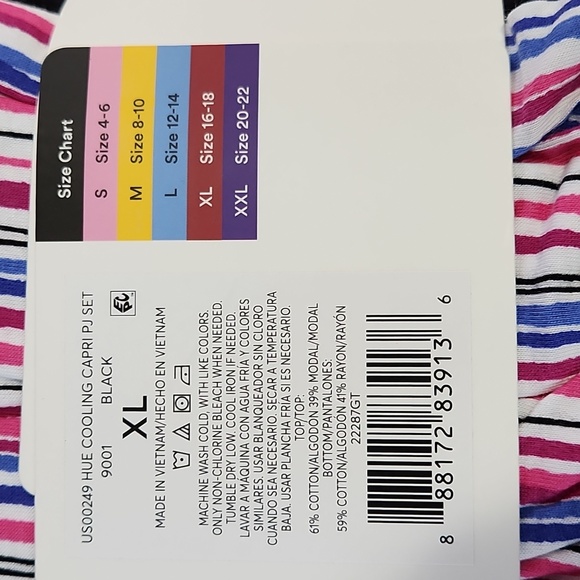 Size Chart
S Size 4-6
M Size 8-10
L Size 12-14
XL Size 16-18
XXL Size 20-22
US00249 HUE COOLING CAPRI PJ SET
9001 BLACK
XL
MADE IN VIETNAM/HECHO EN VIETNAM
MACHINE WASH COLD, WITH LIKE COLORS.
ONLY NON-CHLORINE BLEACH WHEN NEEDED.
TUMBLE DRY LOW. COOL IRON IF NEEDED.
LAVAR A MÁQUINA CON AGUA FRÍA Y COLORES
SIMILARES. USAR BLANQUEADOR SIN CLORO
CUANDO SEA NECESARIO. SECAR A TEMPERATURA
BAJA. USAR PLANCHA FRIA SI ES NECESARIO.
TOP/TOP:
61% COTTON/ALGODÓN 39% MODAL/MODAL
BOTTOM/PANTALONES:
59% COTTON/ALGODON 41% RAYON/RAYÓN
22287GT
8 88172 83913 6